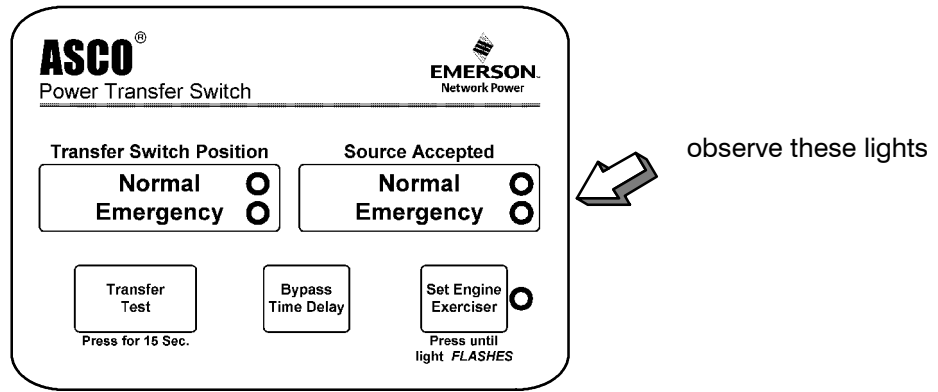 ASCO®
EMERSON.
Network Power
Power Transfer Switch
observe these lights
Transfer Switch Position
Normal
Emergency
Source Accepted
Normal
Emergency
Transfer
Test
Press for 15 Sec.
Bypass
Time Delay
Set Engine
Exerciser
Press until
light FLASHES